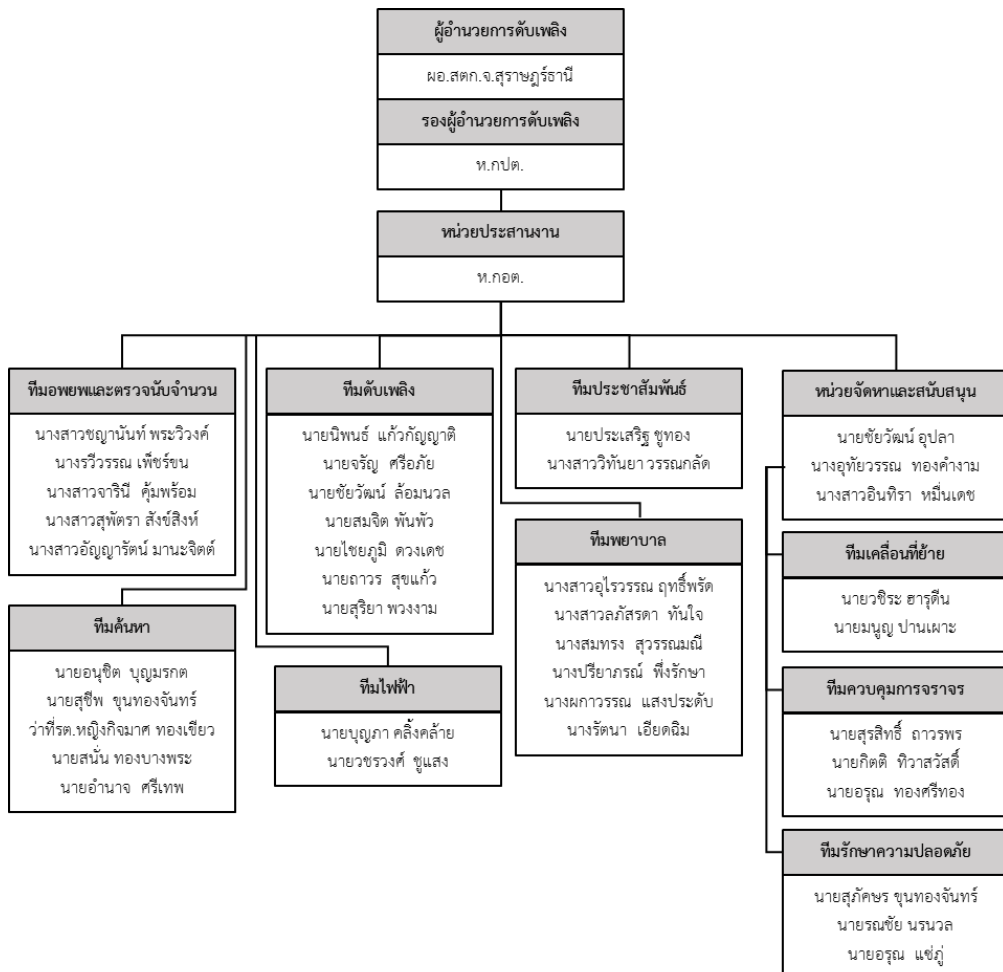 ผู้อำนวยการดับเพลิง
ผอ.สตก.จ.สุราษฎร์ธานี
รองผู้อำนวยการดับเพลิง
ห.กปต.
หน่วยประสานงาน
ห.กอต.
ทีมอพยพและตรวจนับจำนวน
นางสาวชญานันท์ พระวิวงค์
นางรวีวรรณ เพ็ชร์ขน
นางสาวจารินี คุ้มพร้อม
นางสาวสุพัตรา สังข์สิงห์
นางสาวอัญญารัตน์ มานะจิตต์
ทีมค้นหา
นายอนุชิต บุญมรกต
นายสุชีพ ขุนทองจันทร์
ว่าที่รต.หญิงกิจมาศ ทองเขียว
นายสนั่น ทองบางพระ
นายอำนาจ ศรีเทพ
ทีมดับเพลิง
นายนิพนธ์ แก้วกัญญาติ
นายจรัญ ศรีอภัย
นายชัยวัฒน์ ล้อมนวล
นายสมจิต พันพัว
นายไชยภูมิ ดวงเดช
นายถาวร สุขแก้ว
นายสุริยา พวงงาม
ทีมไฟฟ้า
นายบุญภา คลิ้งคล้าย
นายวชรวงศ์ ชูแสง
ทีมประชาสัมพันธ์
นายประเสริฐ ชูทอง
นางสาววิทันยา วรรณกลัด
ทีมพยาบาล
นางสาวอุไรวรรณ ฤทธิ์พรัด
นางสาวลภัสรดา ทันใจ
นางสมทรง สุวรรณมณี
นางปรียาภรณ์ พึ่งรักษา
นางผกาวรรณ แสงประดับ
นางรัตนา เอียดฉิม
หน่วยจัดหาและสนับสนุน
นายชัยวัฒน์ อุปลา
นางอุทัยวรรณ ทองคำงาม
นางสาวอินทิรา หมื่นเดช
ทีมเคลื่อนที่ย้าย
นายวชิระ ฮารุดีน
นายมนูญ ปานเผาะ
ทีมควบคุมการจราจร
นายสุรสิทธิ์ ถาวรพร
นายกิตติ ทิวาสวัสดิ์
นายอรุณ ทองศรีทอง
ทีมรักษาความปลอดภัย
นายสุภัคษร ขุนทองจันทร์
นายรณชัย นรนวล
นายอรุณ แซ่ภู่